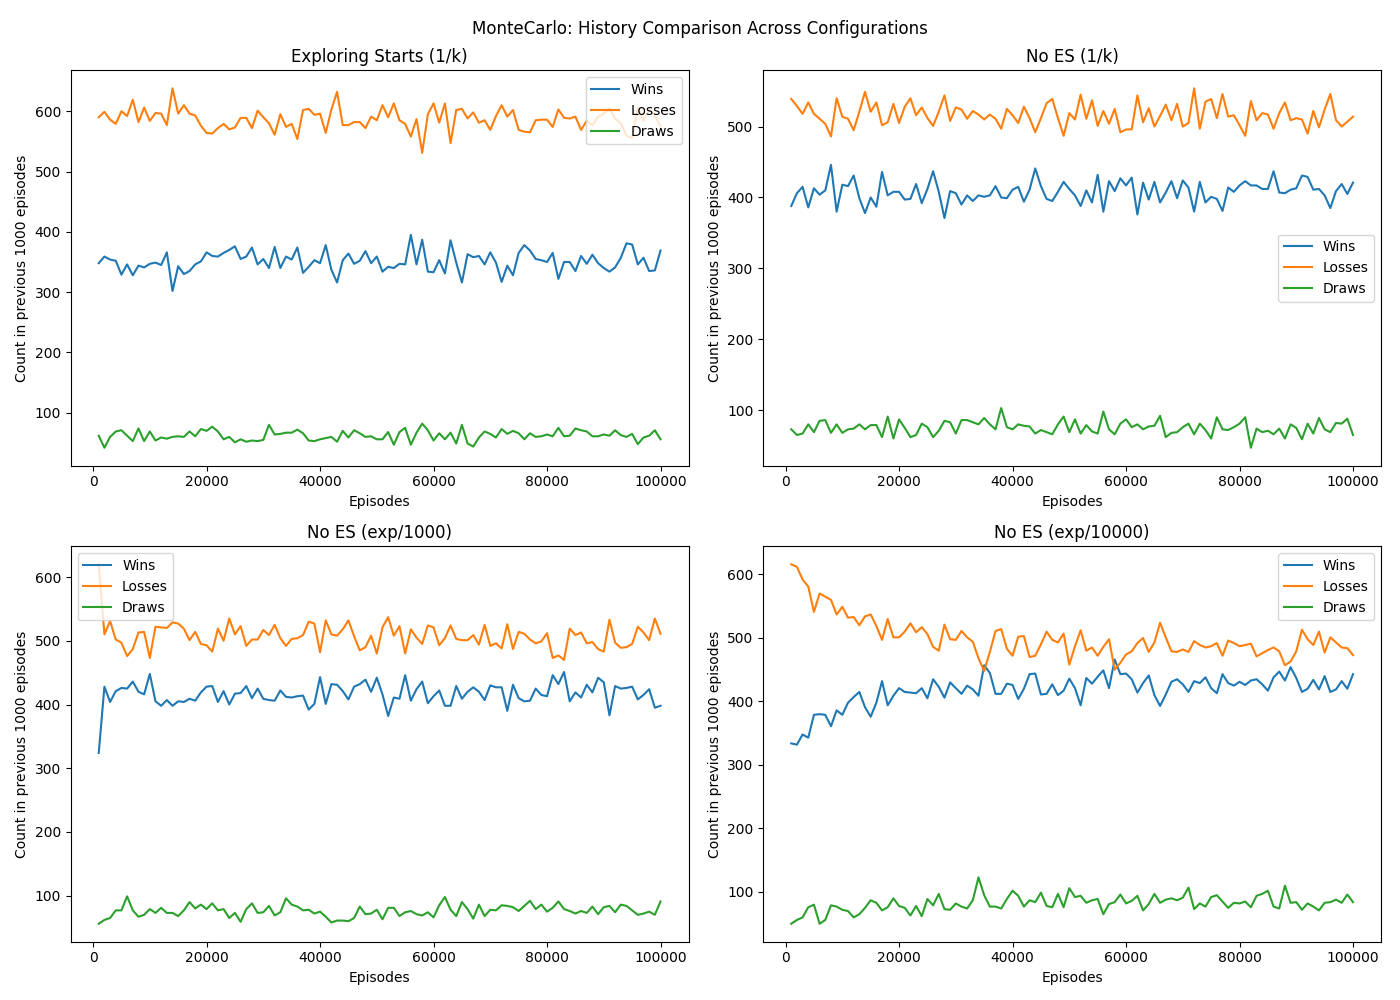 MonteCarlo: History Comparison Across Configurations
Exploring Starts (1/k)
Count in previous 1000 episodes
600
500
400
300
200
100
Wins
Losses
Draws
0 20000 40000 60000 80000 100000
Episodes
No ES (1/k)
Count in previous 1000 episodes
500
400
300
200
100
Wins
Losses
Draws
0 20000 40000 60000 80000 100000
Episodes
No ES (exp/1000)
Count in previous 1000 episodes
600
500
400
300
200
100
Wins
Losses
Draws
0 20000 40000 60000 80000 100000
Episodes
No ES (exp/10000)
Count in previous 1000 episodes
600
500
400
300
200
100
Wins
Losses
Draws
0 20000 40000 60000 80000 100000
Episodes